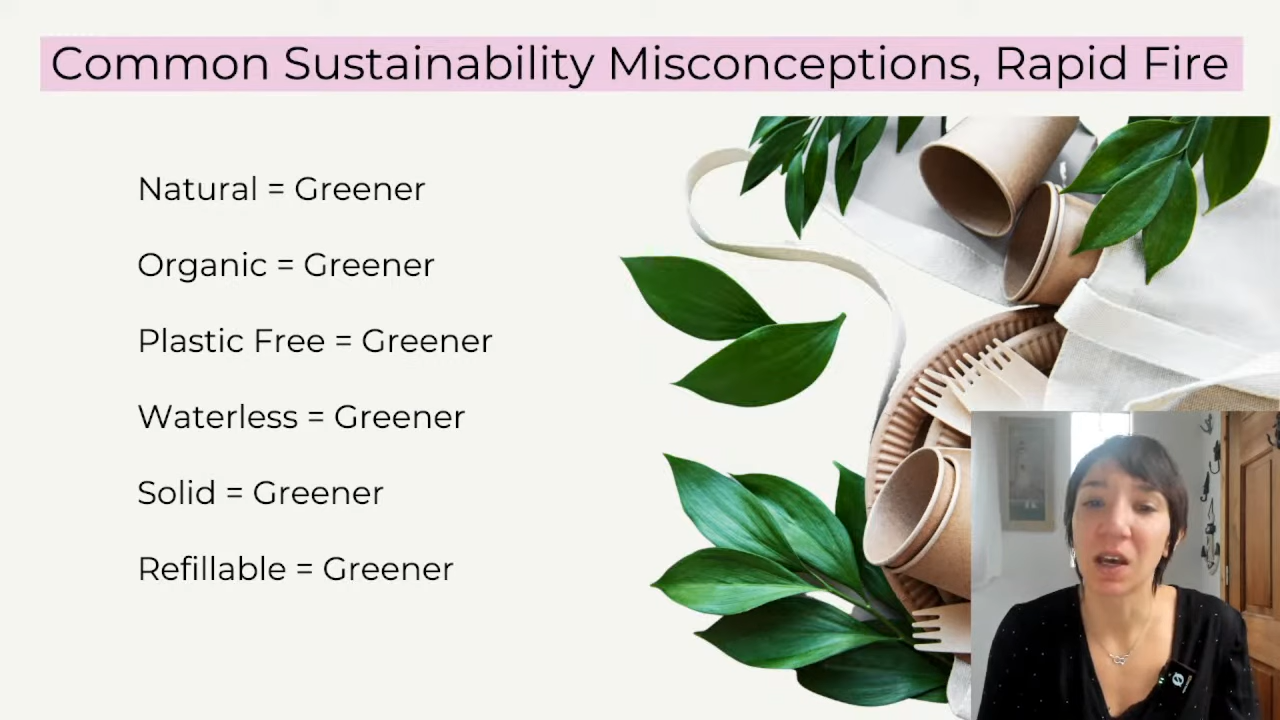 Common Sustainability Misconceptions, Rapid Fire
Natural = Greener
Organic = Greener
Plastic Free = Greener
Waterless = Greener
Solid = Greener
Refillable = Greener